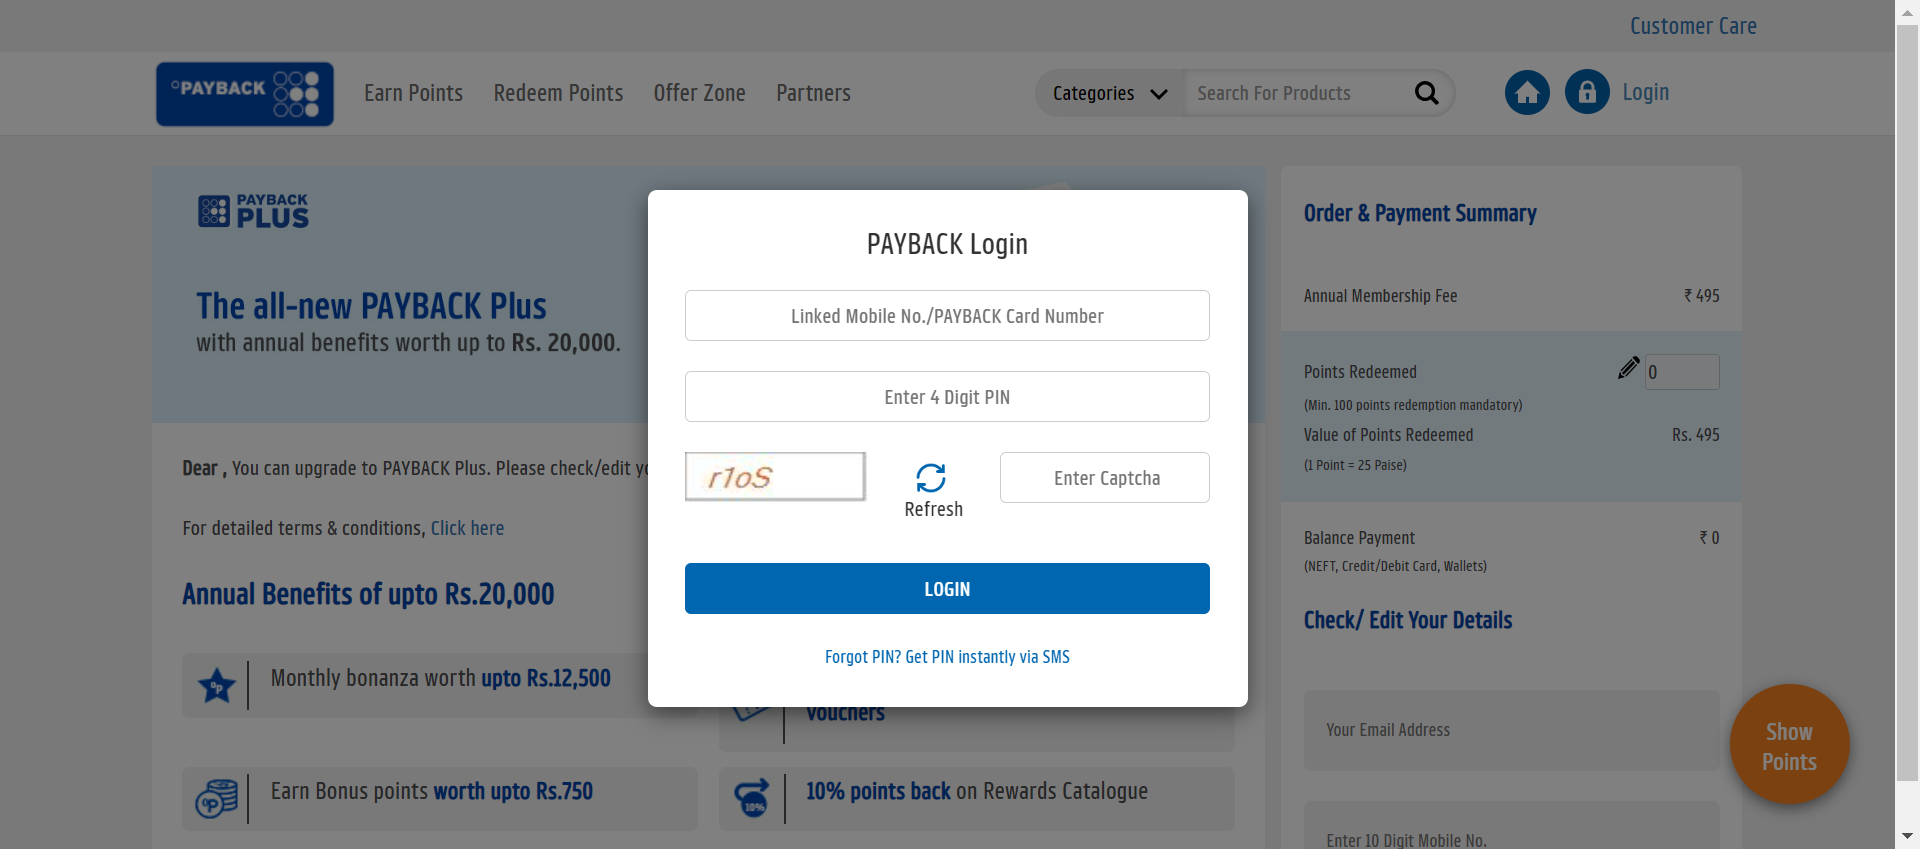 Customer Care
PAYBACK
Earn Points
Redeem Points
Offer Zone
Partners
Categories
Search For Products
Login
PAYBACK
PLUS
The all-new PAYBACK Plus
with annual benefits worth up to Rs. 20,000.
Dear , You can upgrade to PAYBACK Plus. Please check/edit yo
For detailed terms & conditions, Click here
Annual Benefits of upto Rs.20,000
Monthly bonanza worth upto Rs.12,500
vouchers
Earn Bonus points worth upto Rs.750
10%
10% points back on Rewards Catalogue
PAYBACK Login
Linked Mobile No./PAYBACK Card Number
Enter 4 Digit PIN
r1oS
Refresh
Enter Captcha
LOGIN
Forgot PIN? Get PIN instantly via SMS
Order & Payment Summary
Annual Membership Fee ₹ 495
Points Redeemed 0
(Min. 100 points redemption mandatory)
Value of Points Redeemed Rs. 495
(1 Point = 25 Paise)
Balance Payment ₹ 0
(NEFT, Credit/Debit Card, Wallets)
Check/ Edit Your Details
Your Email Address
Enter 10 Digit Mobile No.
Show
Points